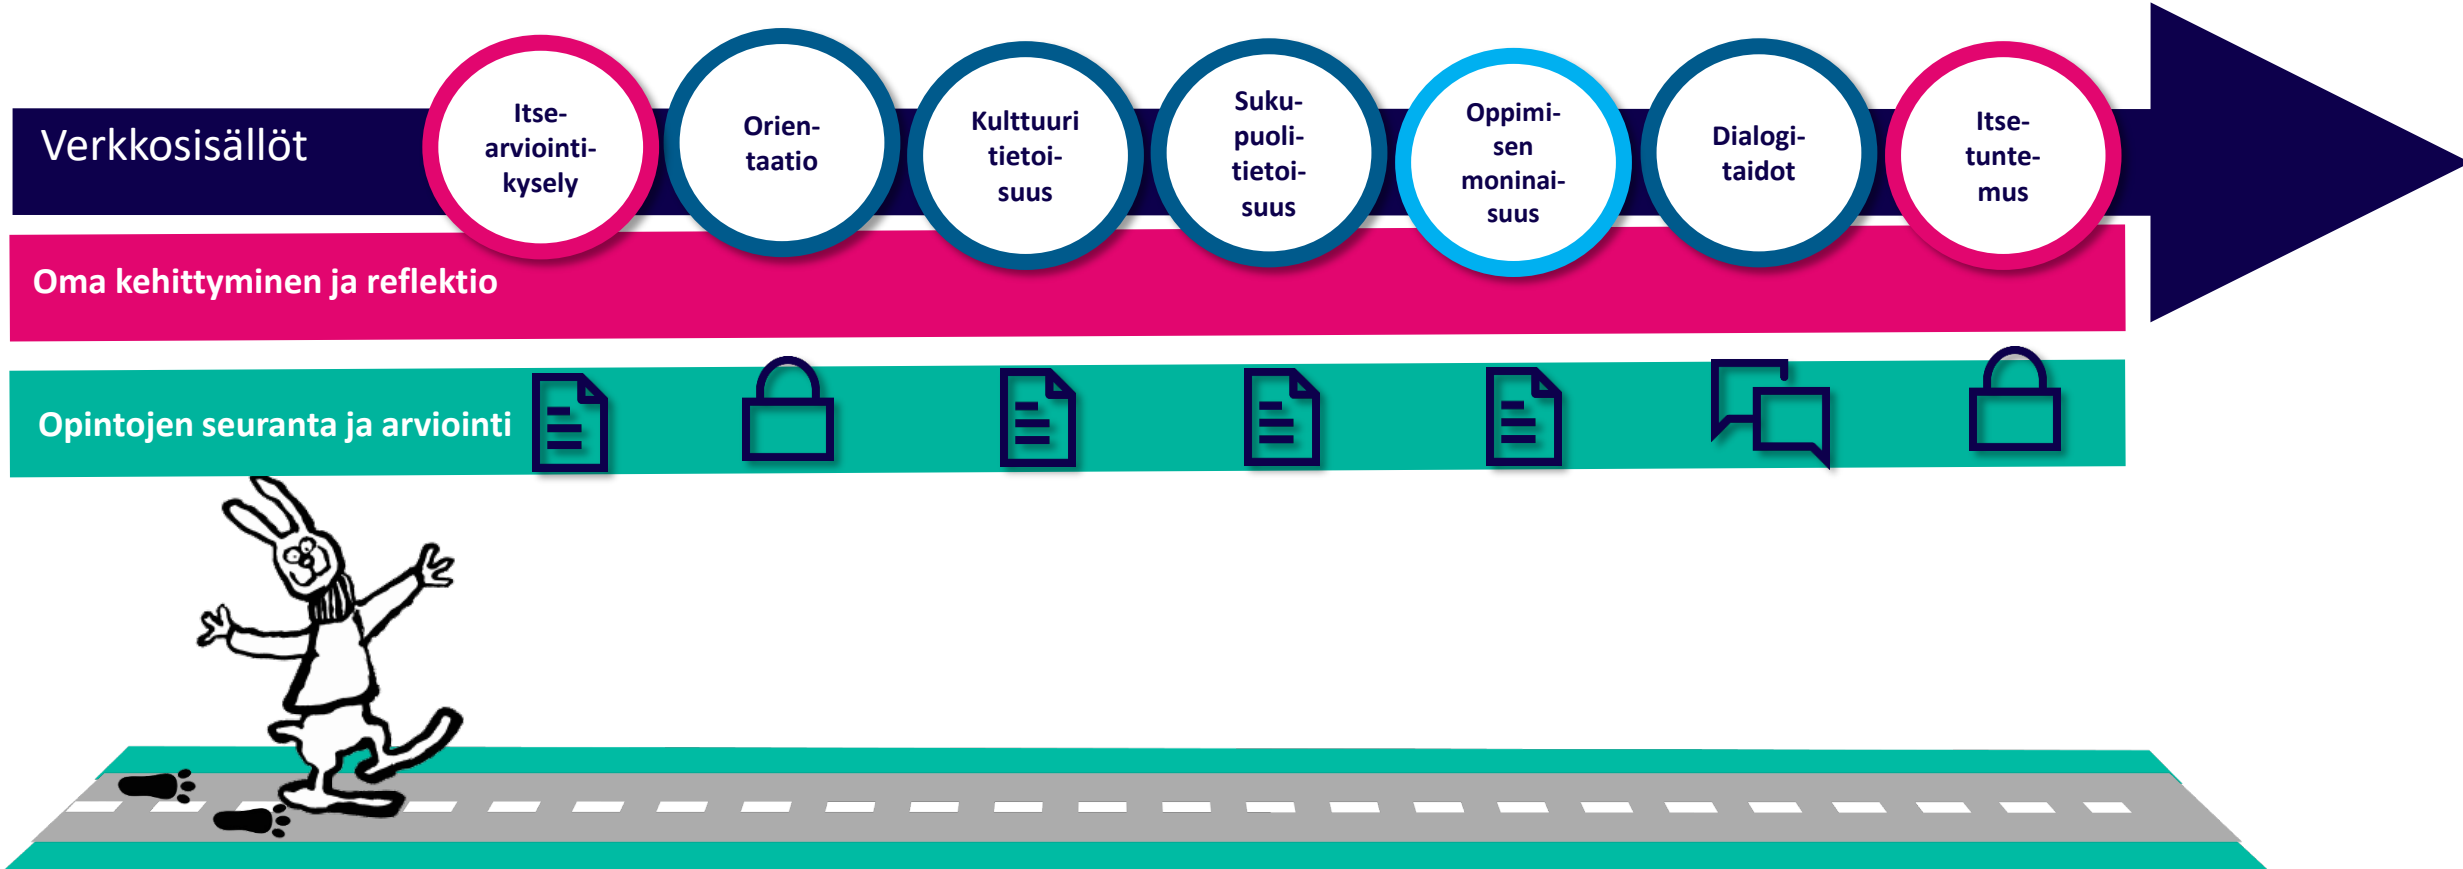 Verkkosisällöt
Itse-
arviointi-
kysely
Orien-
taatio
Kulttuuri
tietoi-
suus
Suku-
puoli-
tietoi-
suus
Oppimi-
sen
moninai-
suus
Dialogi-
taidot
Itse-
tunte-
mus
Oma kehittyminen ja reflektio
Opintojen seuranta ja arviointi